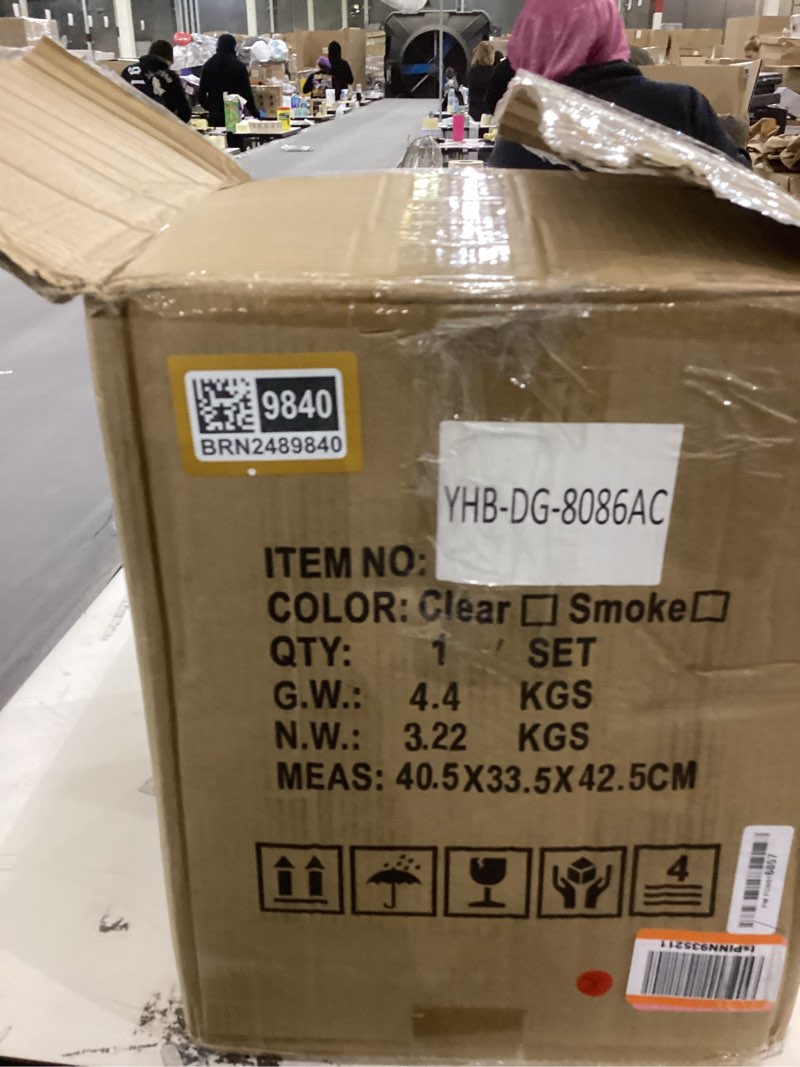 9840
BRN2489840
YHB-DG-8086AC
ITEM NO:
COLOR: Clear □ Smoke □
QTY: 1 SET
G.W.: 4.4 KGS
N.W.: 3.22 KGS
MEAS: 40.5X33.5X42.5CM
4
tsPINN935211